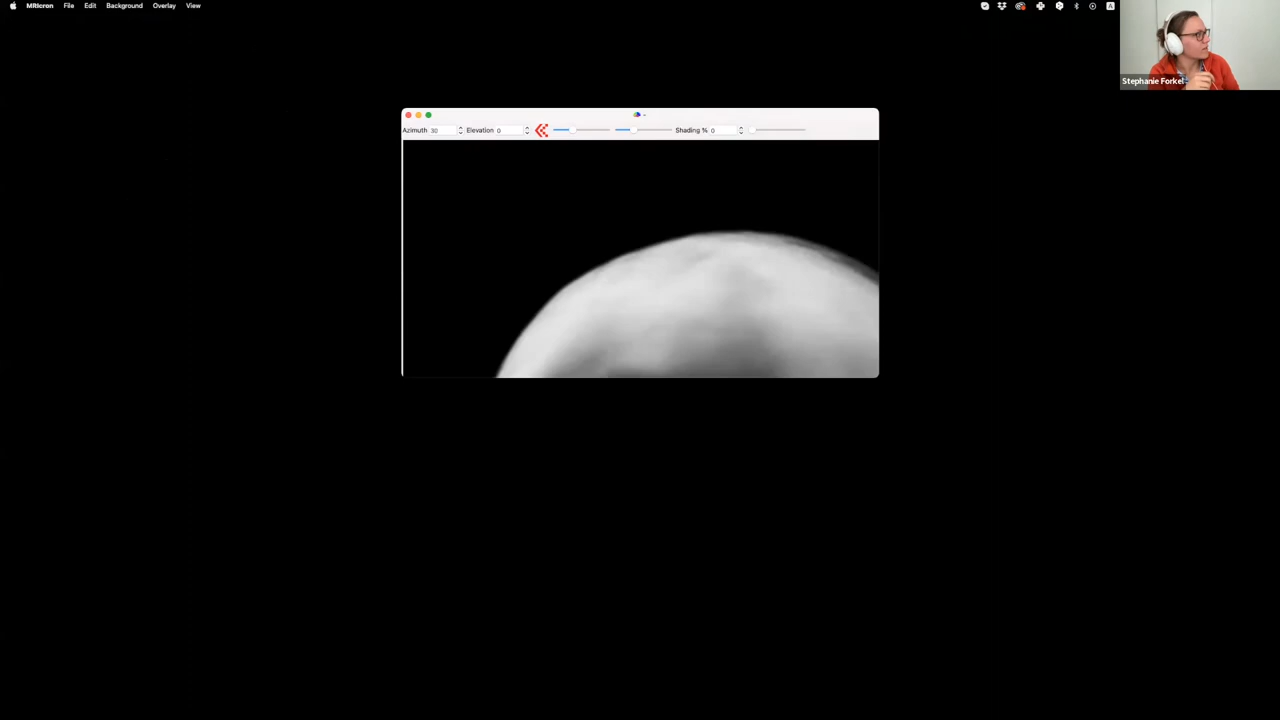 MRIcron File Edit Background Overlay View A
Azimuth 30 Elevation 0 Shading % 0
Stephanie Forkel